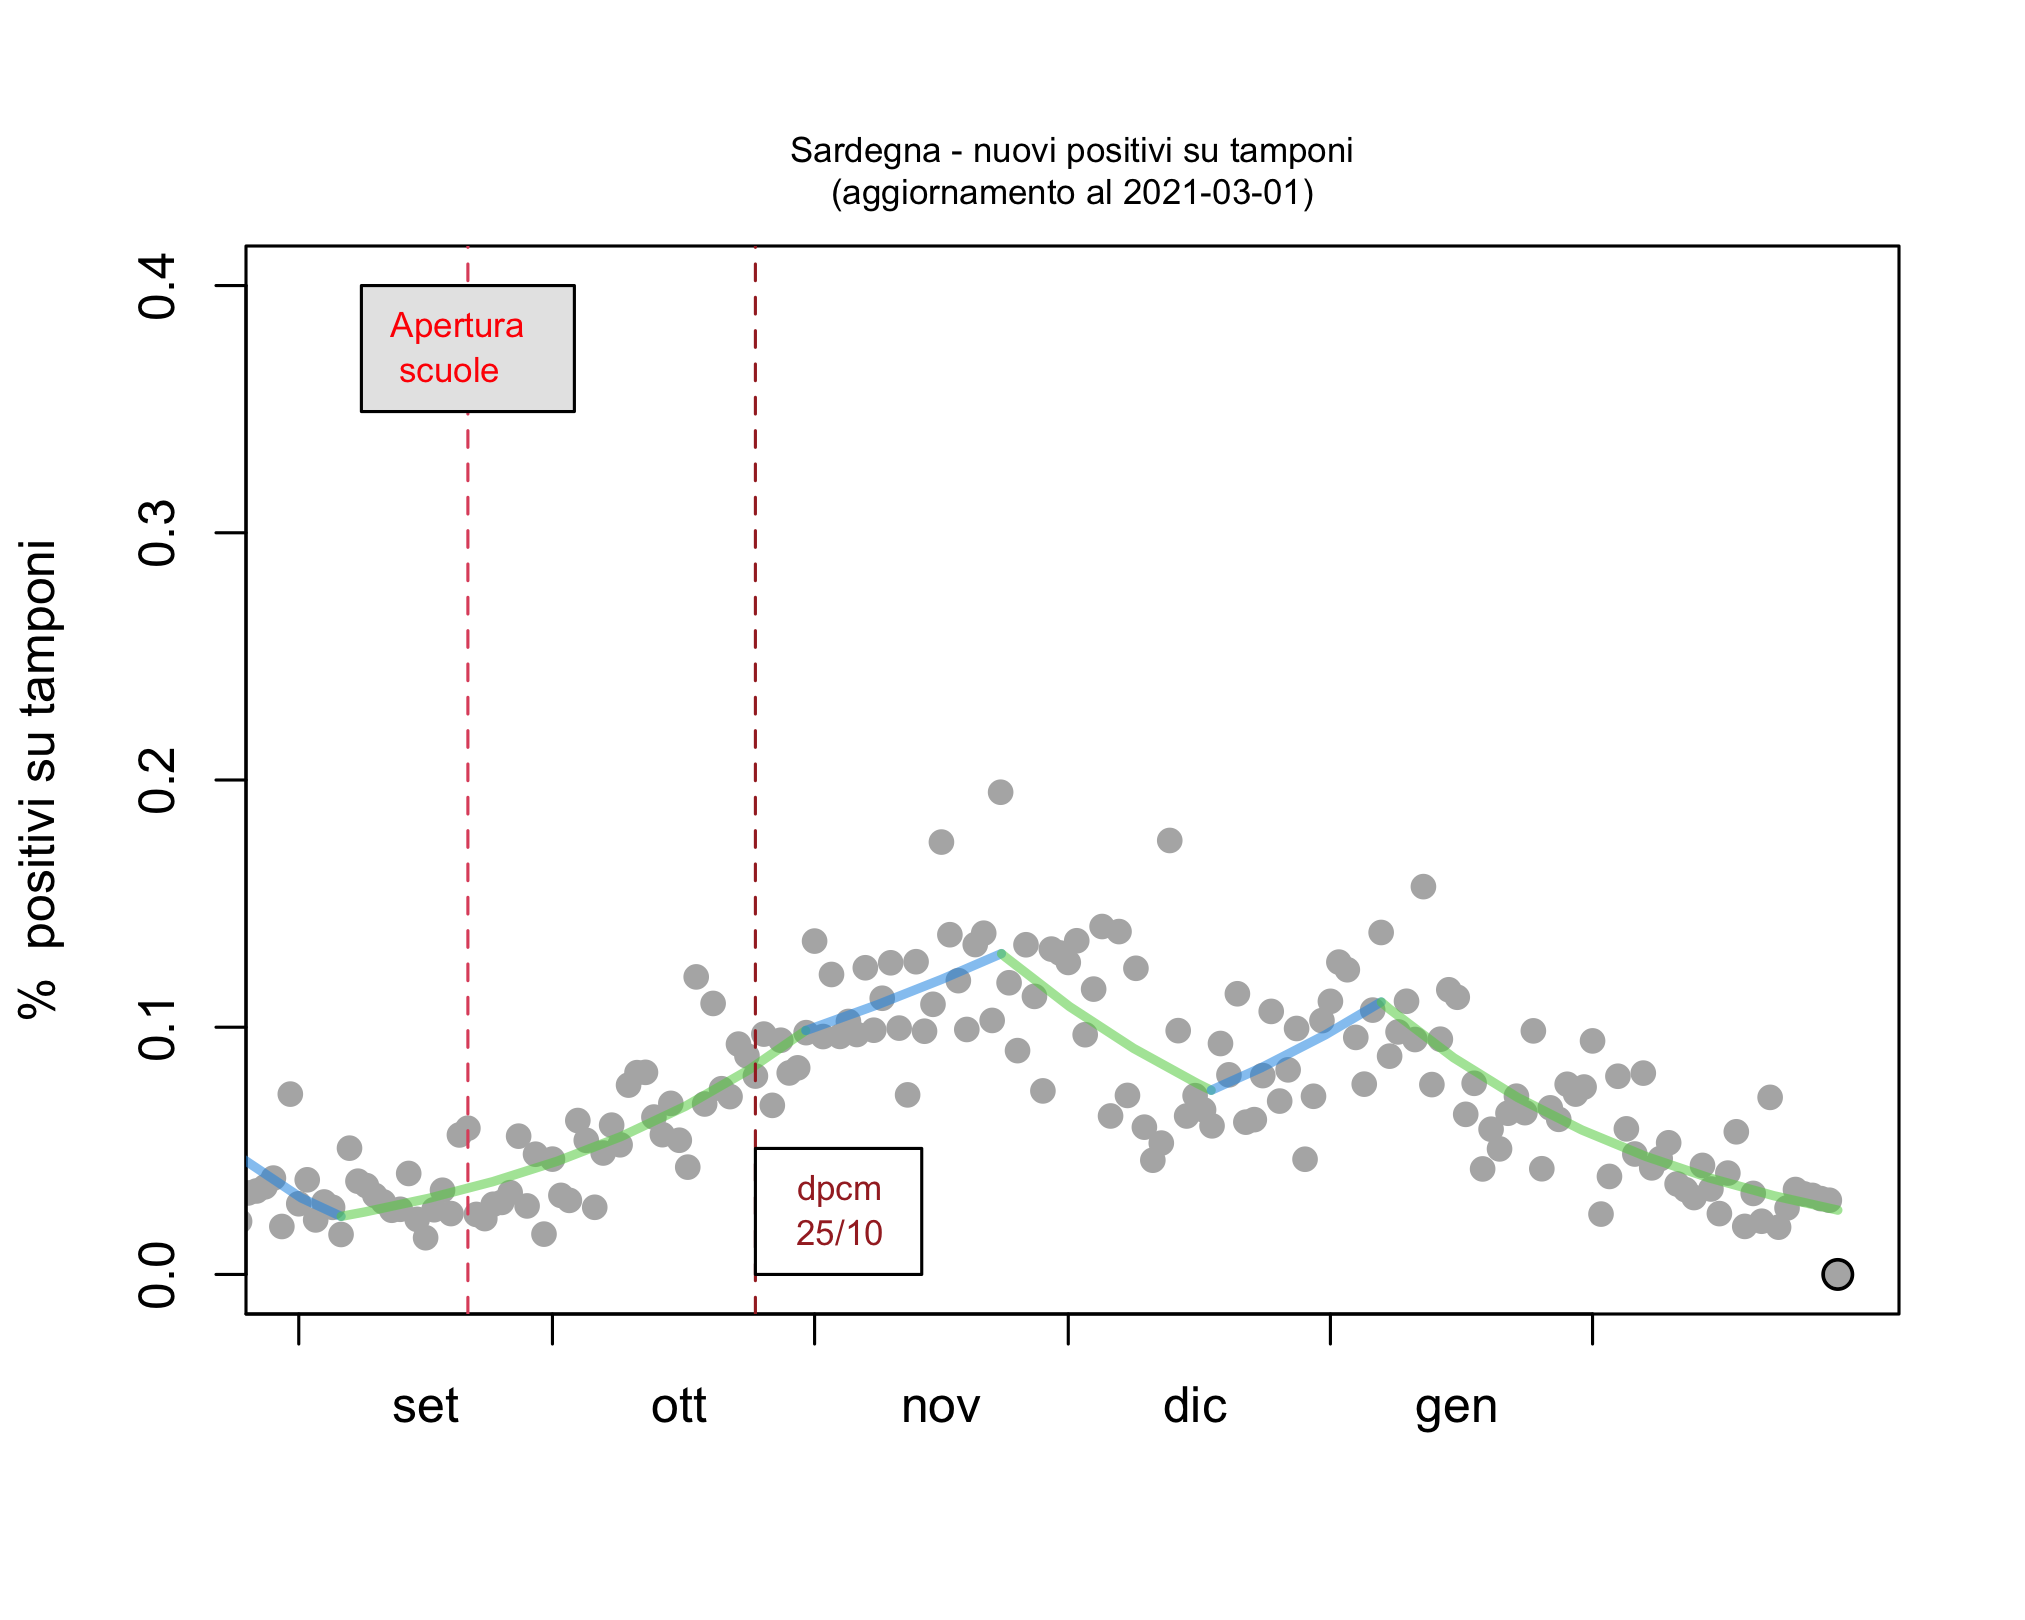 Sardegna - nuovi positivi su tamponi
(aggiornamento al 2021-03-01)
% positivi su tamponi
0.4
0.3
0.2
0.1
0.0
Apertura
scuole
dpcm
25/10
set
ott
nov
dic
gen